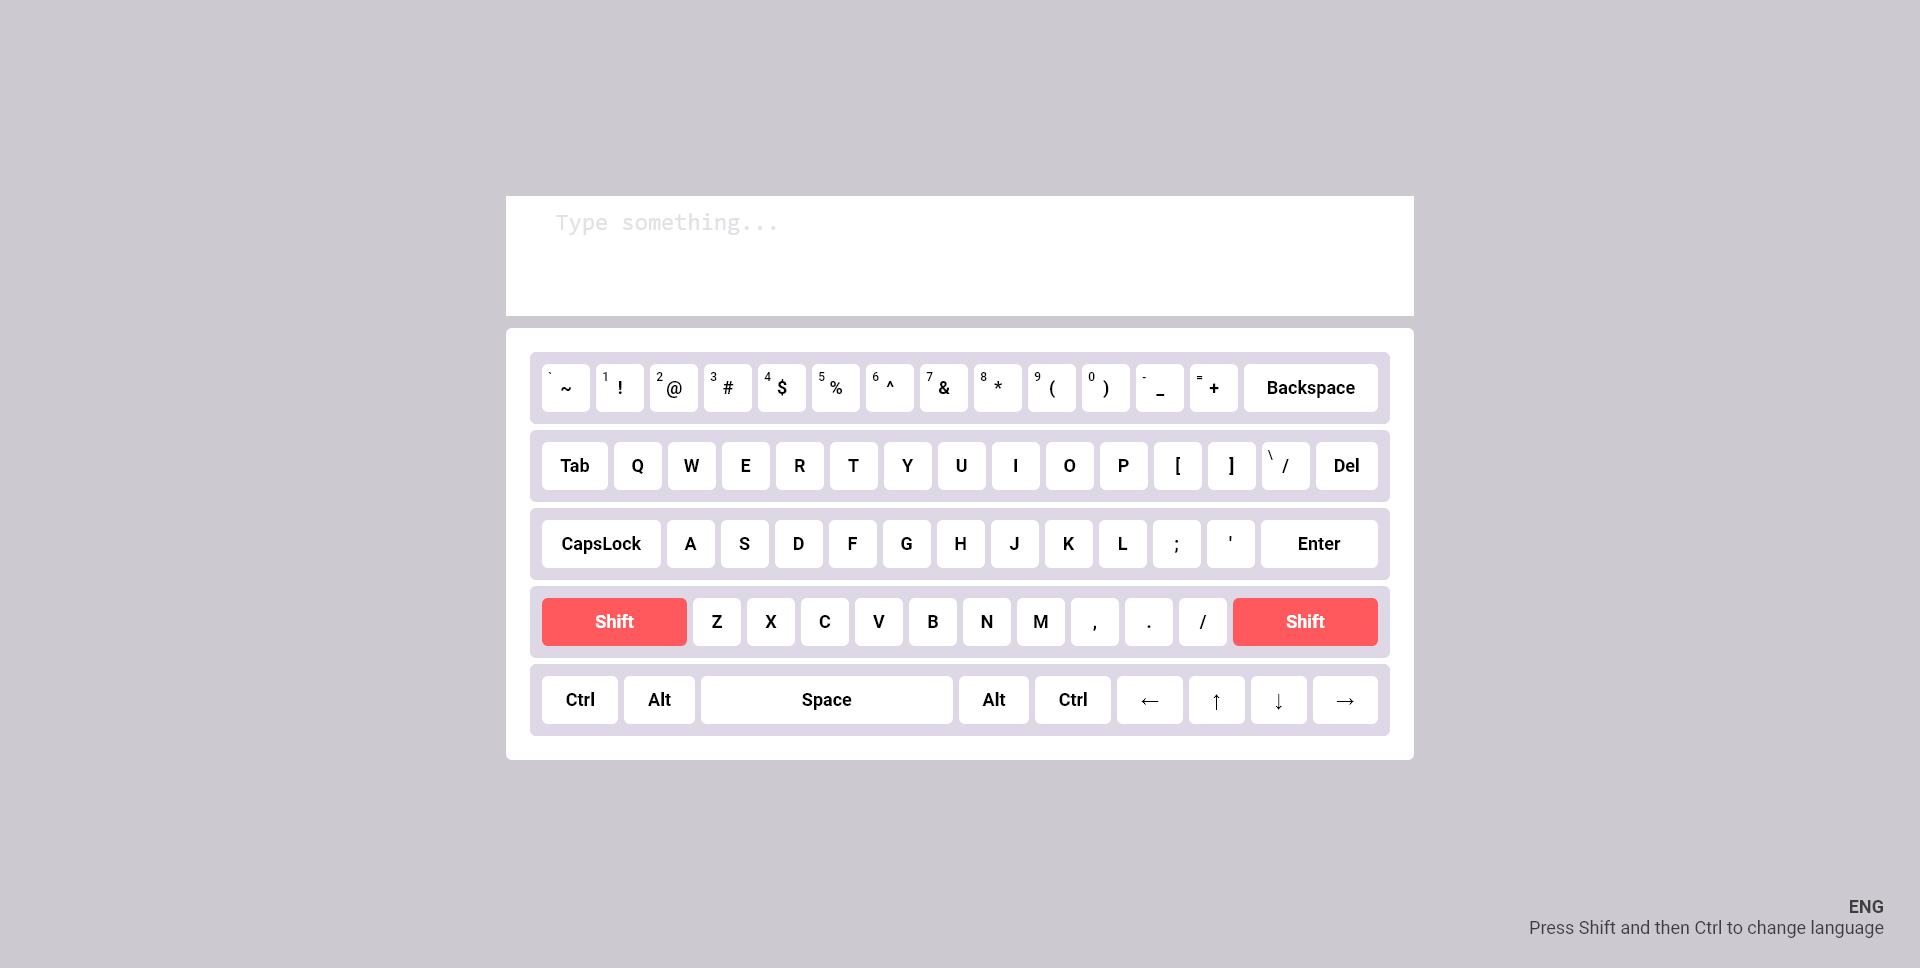 Type something...
` ~ 1 ! 2 @ 3 # 4 $ 5 % 6 ^ 7 & 8 * 9 ( 0 ) - _ = + Backspace
Tab Q W E R T Y U I O P [ ] \ / Del
CapsLock A S D F G H J K L ; ' Enter
Shift Z X C V B N M , . / Shift
Ctrl Alt Space Alt Ctrl ← ↑ ↓ →
ENG
Press Shift and then Ctrl to change language